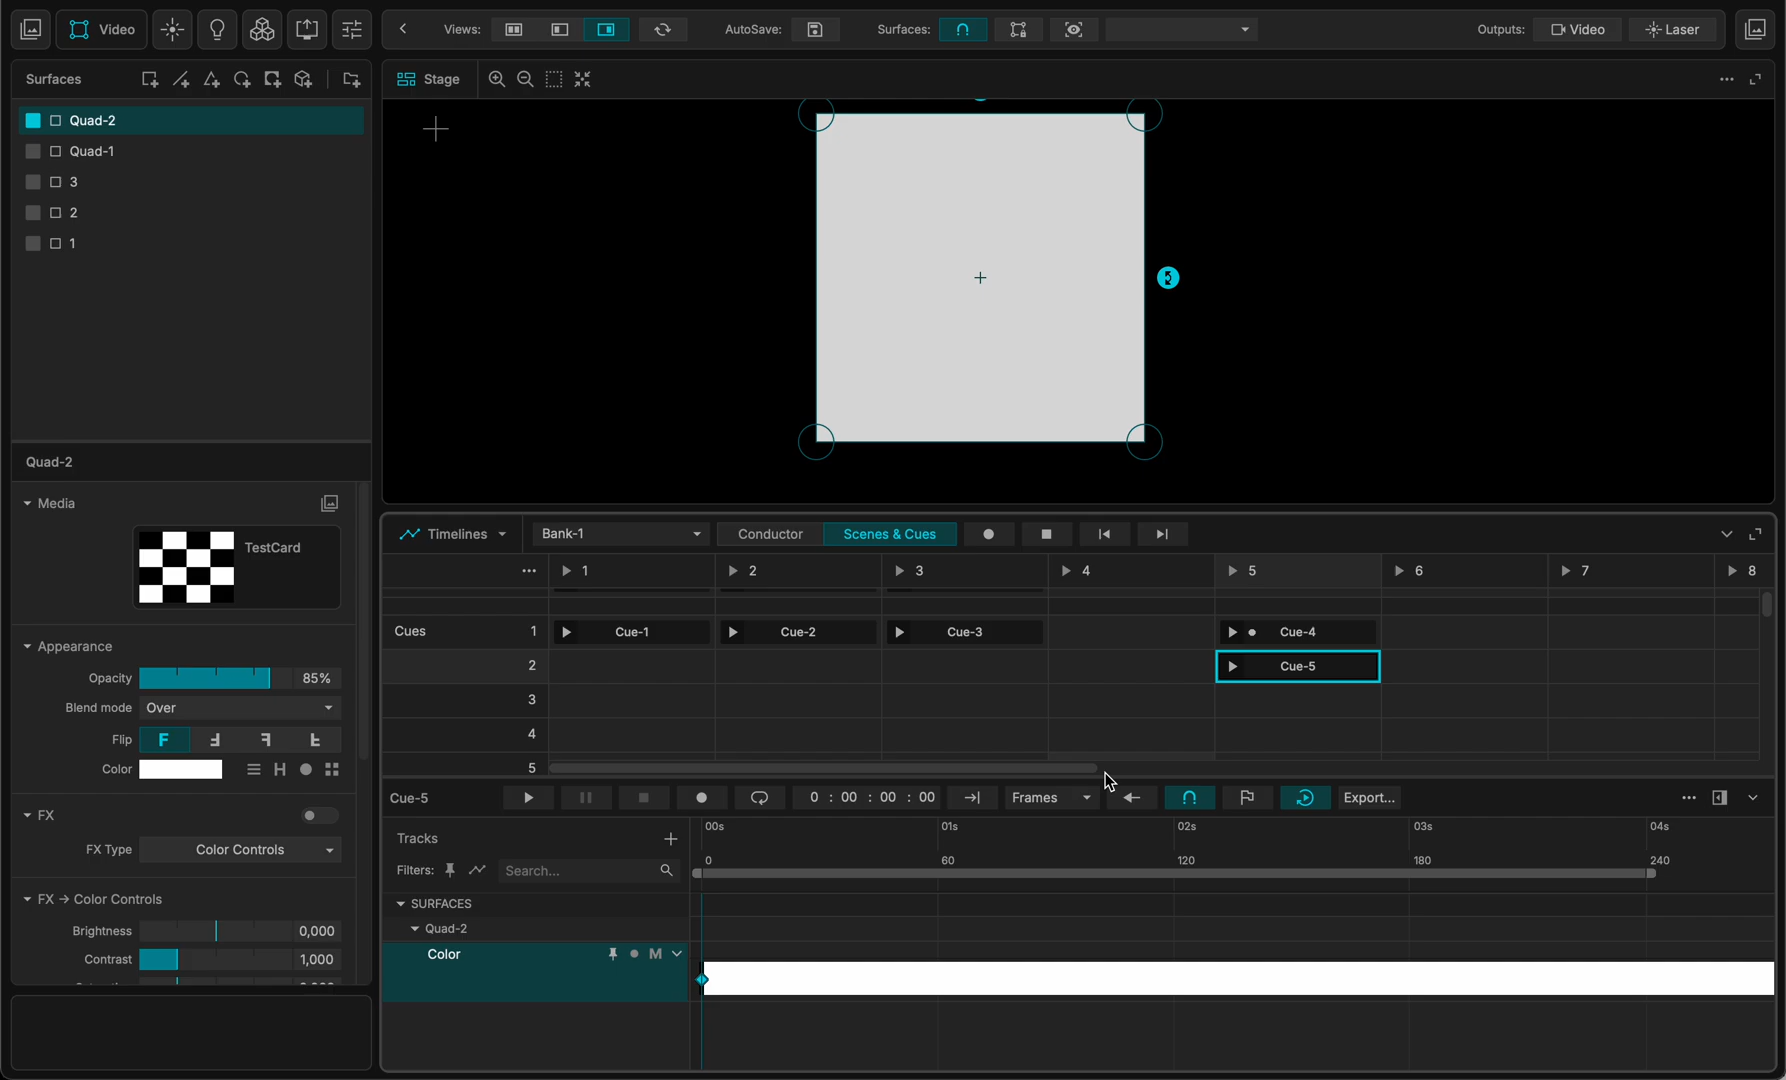 Video
Views:
AutoSave:
Surfaces:
Outputs:
Video
Laser
Surfaces
Stage
Quad-2
Quad-1
3
2
1
Quad-2
Media
TestCard
Appearance
Opacity
85%
Blend mode
Over
Flip
Color
H
FX
FX Type
Color Controls
FX → Color Controls
Brightness
0,000
Contrast
1,000
Timelines
Bank-1
Conductor
Scenes & Cues
1
2
3
4
5
6
7
8
Cues
1
Cue-1
Cue-2
Cue-3
Cue-4
2
Cue-5
3
4
5
Cue-5
0 : 00 : 00 : 00
Frames
Export...
Tracks
00s
01s
02s
03s
04s
Filters:
Search...
0
60
120
180
240
SURFACES
Quad-2
Color
M